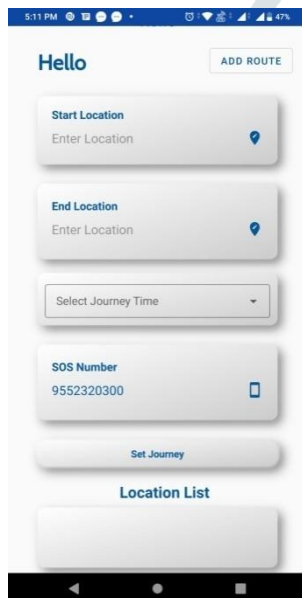 5:11 PM 47%
Hello
ADD ROUTE
Start Location
Enter Location
End Location
Enter Location
Select Journey Time
SOS Number
9552320300
Set Journey
Location List